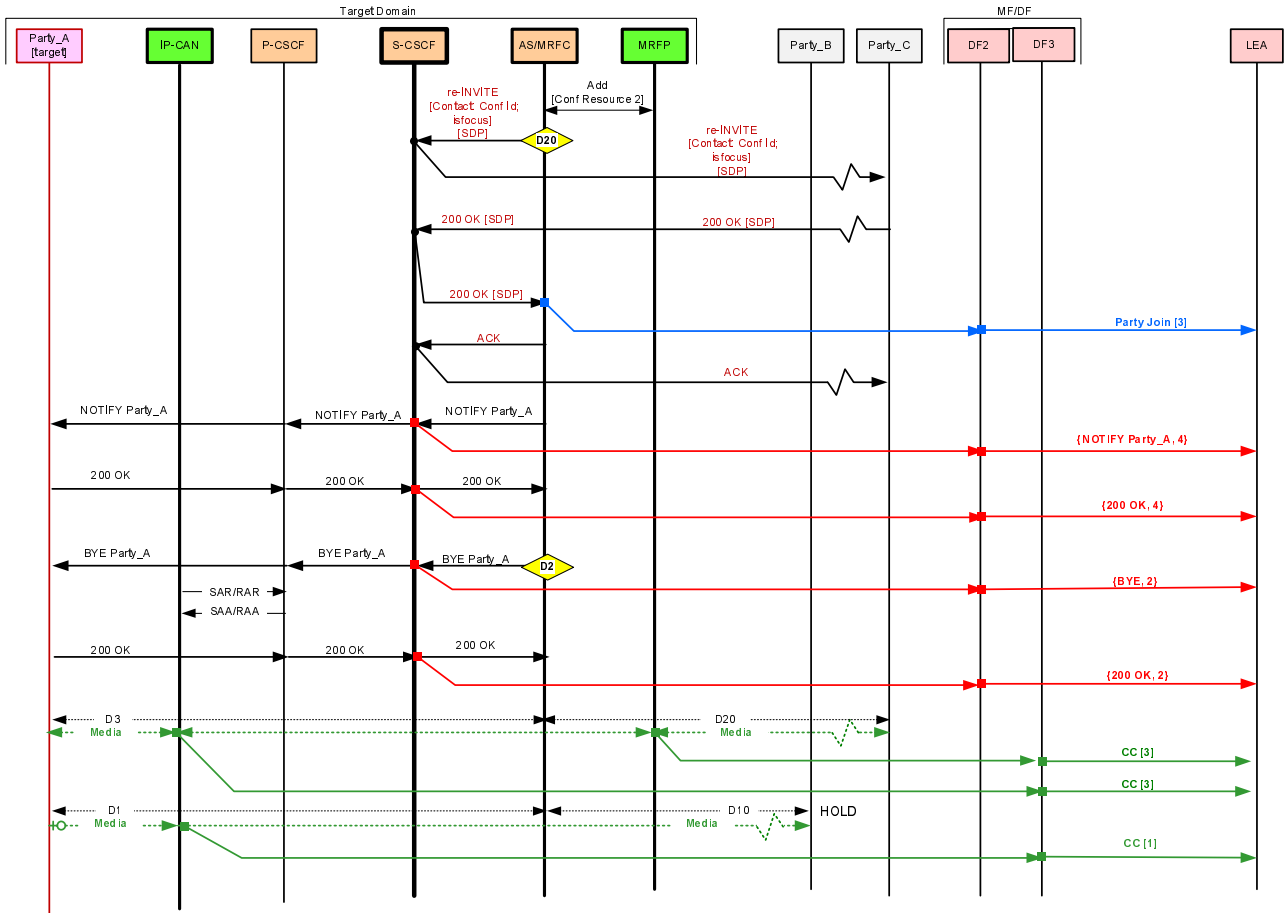 Target Domain
MF/DF
Party_A
[target]
IP-CAN
P-CSCF
S-CSCF
AS/MRFC
MRFP
Party_B
Party_C
DF2
DF3
LEA
re-INVITE
[Contact: Conf Id;
isfocus]
[SDP]
Add
[Conf Resource 2]
D20
re-INVITE
[Contact: Conf Id;
isfocus]
[SDP]
200 OK [SDP]
200 OK [SDP]
200 OK [SDP]
Party Join [3]
ACK
ACK
NOTIFY Party_A
NOTIFY Party_A
NOTIFY Party_A
{NOTIFY Party_A, 4}
200 OK
200 OK
200 OK
{200 OK, 4}
BYE Party_A
BYE Party_A
BYE Party_A
D2
{BYE, 2}
SAR/RAR
SAA/RAA
200 OK
200 OK
200 OK
{200 OK, 2}
D3
D20
Media
Media
CC [3]
CC [3]
D1
D10
HOLD
Media
Media
CC [1]